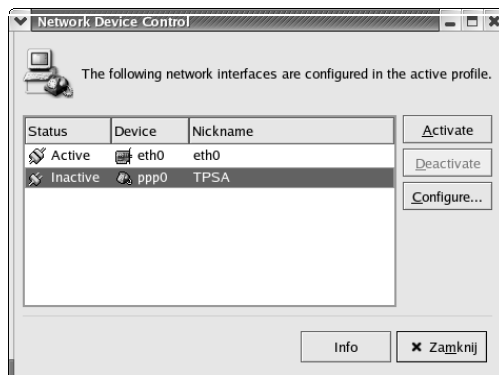 Network Device Control
The following network interfaces are configured in the active profile.
Status Device Nickname
Active eth0 eth0
Inactive ppp0 TPSA
Activate
Deactivate
Configure...
Info Zamknij